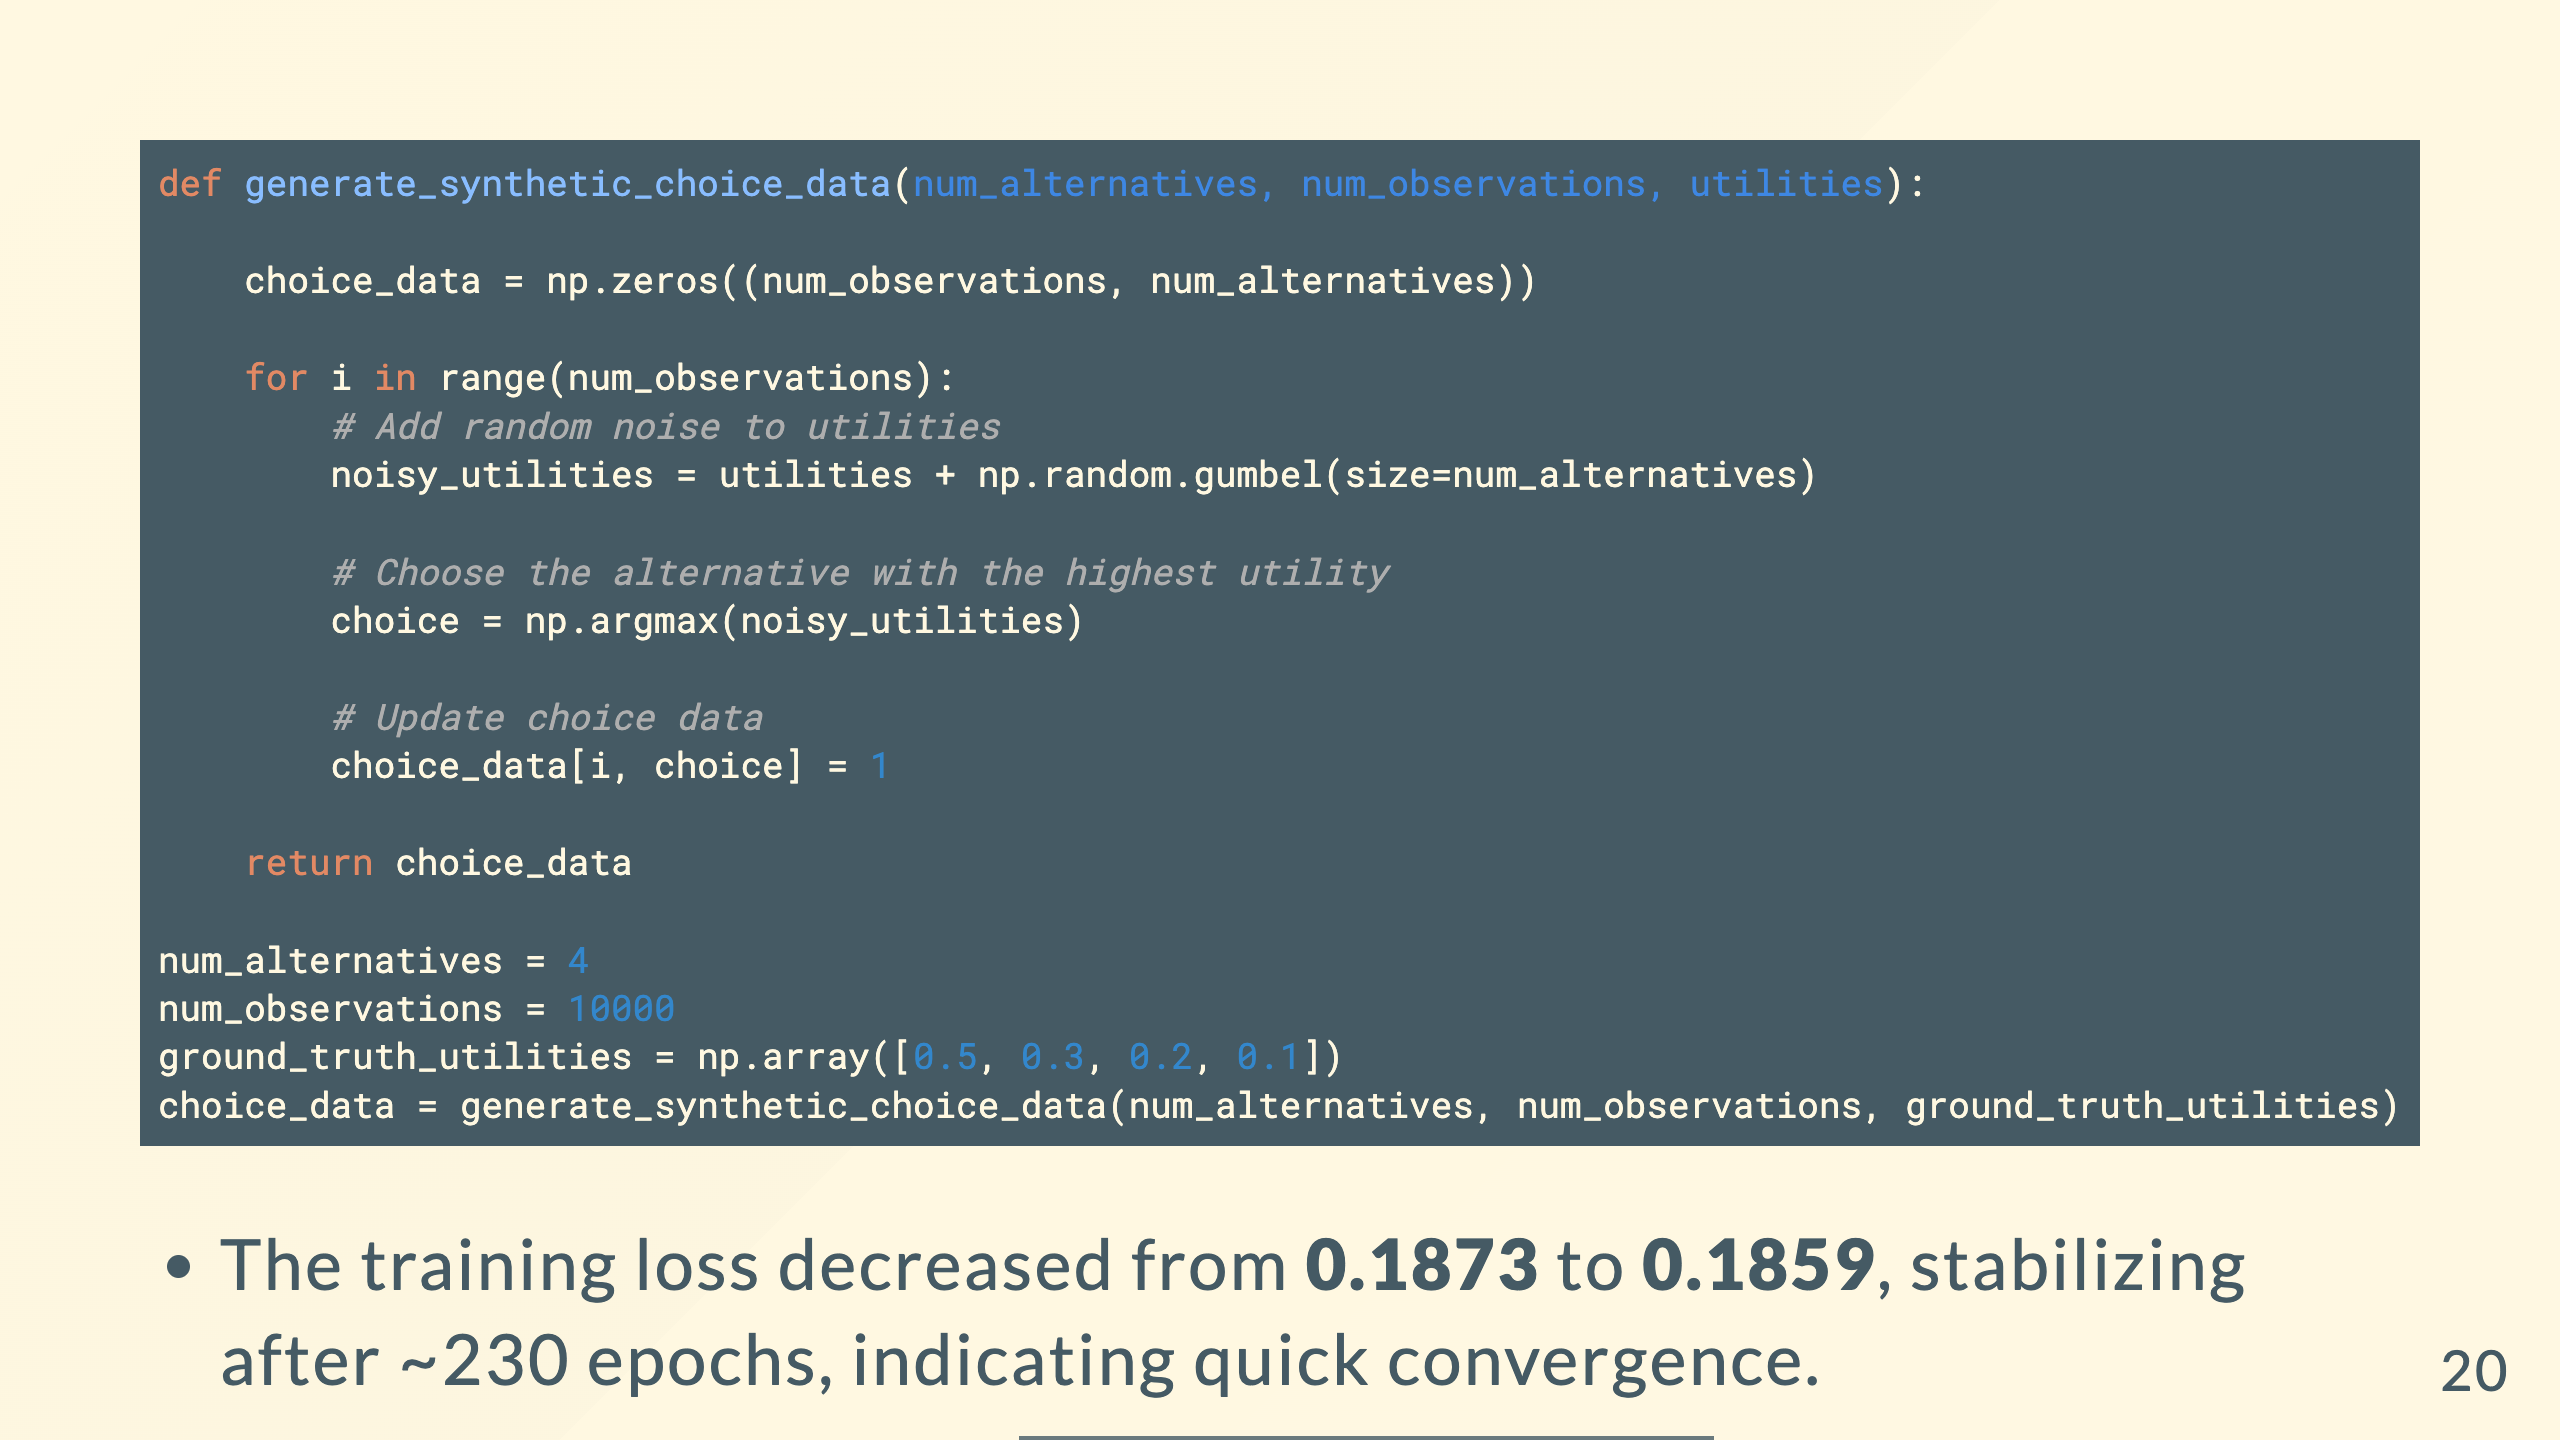 def generate_synthetic_choice_data(num_alternatives, num_observations, utilities):
    choice_data = np.zeros((num_observations, num_alternatives))
    for i in range(num_observations):
        # Add random noise to utilities
        noisy_utilities = utilities + np.random.gumbel(size=num_alternatives)
        # Choose the alternative with the highest utility
        choice = np.argmax(noisy_utilities)
        # Update choice data
        choice_data[i, choice] = 1
    return choice_data
num_alternatives = 4
num_observations = 10000
ground_truth_utilities = np.array([0.5, 0.3, 0.2, 0.1])
choice_data = generate_synthetic_choice_data(num_alternatives, num_observations, ground_truth_utilities)
• The training loss decreased from 0.1873 to 0.1859, stabilizing
after ~230 epochs, indicating quick convergence.
20